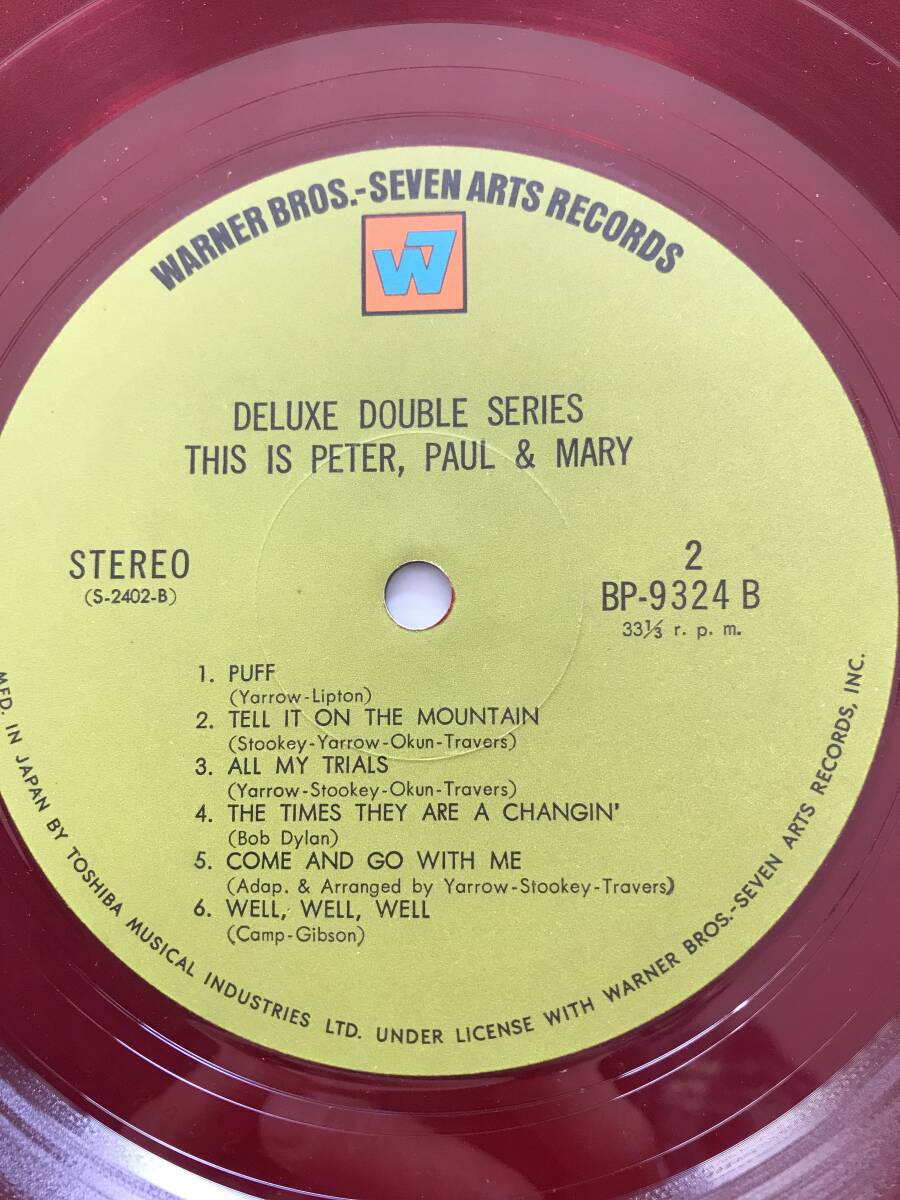 WARNER BROS.-SEVEN ARTS RECORDS
W7
DELUXE DOUBLE SERIES
THIS IS PETER, PAUL & MARY
STEREO
(S-2402-B)
2
BP-9324 B
33⅓ r. p. m.
1. PUFF
(Yarrow-Lipton)
2. TELL IT ON THE MOUNTAIN
(Stookey-Yarrow-Okun-Travers)
3. ALL MY TRIALS
(Yarrow-Stookey-Okun-Travers)
4. THE TIMES THEY ARE A CHANGIN'
(Bob Dylan)
5. COME AND GO WITH ME
(Adap. & Arranged by Yarrow-Stookey-Travers)
6. WELL, WELL, WELL
(Camp-Gibson)
MFD. IN JAPAN BY TOSHIBA MUSICAL INDUSTRIES LTD. UNDER LICENSE WITH WARNER BROS.-SEVEN ARTS RECORDS, INC.